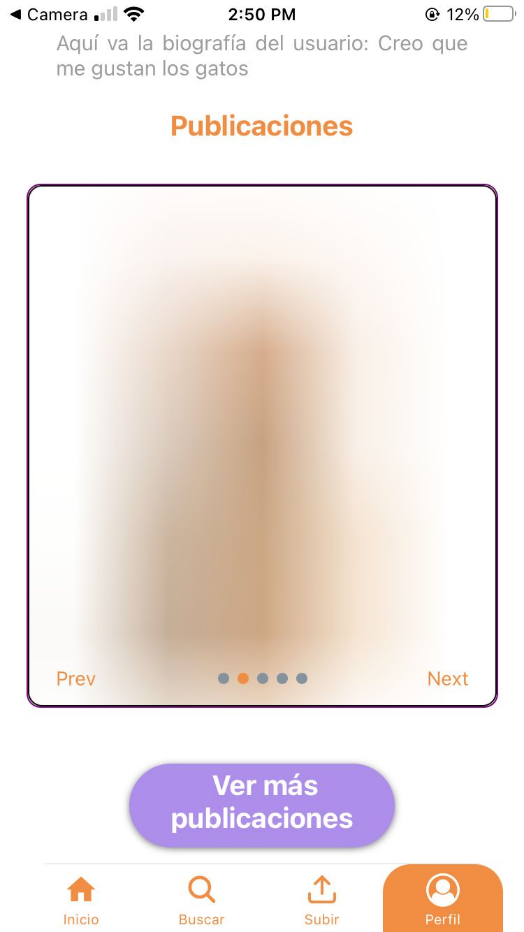 ◀ Camera 2:50 PM 12%
Aquí va la biografía del usuario: Creo que
me gustan los gatos
Publicaciones
Prev Next
Ver más
publicaciones
Inicio Buscar Subir Perfil